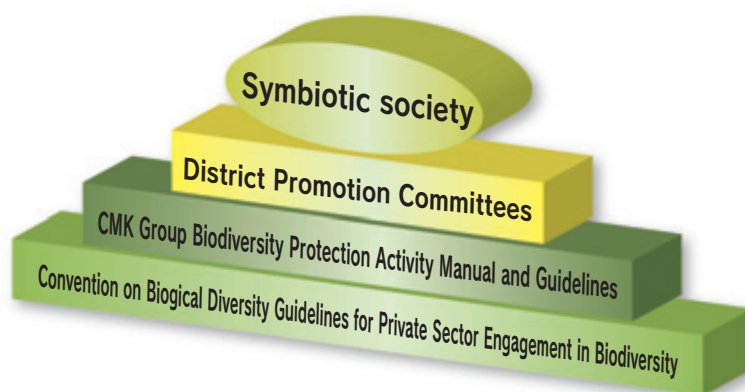 Symbiotic society
District Promotion Committees
CMK Group Biodiversity Protection Activity Manual and Guidelines
Convention on Biogical Diversity Guidelines for Private Sector Engagement in Biodiversity